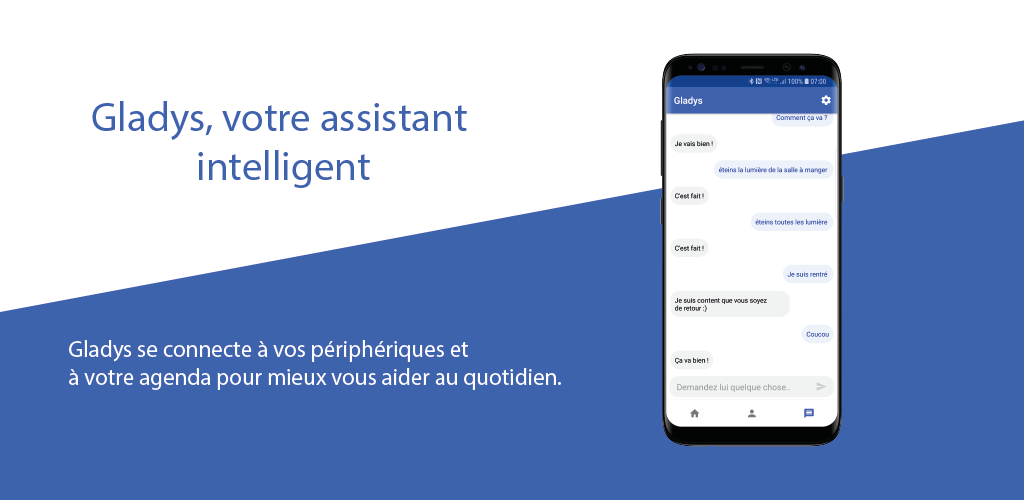 Gladys, votre assistant
intelligent
Gladys se connecte à vos périphériques et
à votre agenda pour mieux vous aider au quotidien.
LTE 100% 07:00
Gladys
Comment ça va ?
Je vais bien !
éteins la lumière de la salle à manger
C'est fait !
éteins toutes les lumière
C'est fait !
Je suis rentré
Je suis content que vous soyez
de retour :)
Coucou
Ça va bien !
Demandez lui quelque chose..